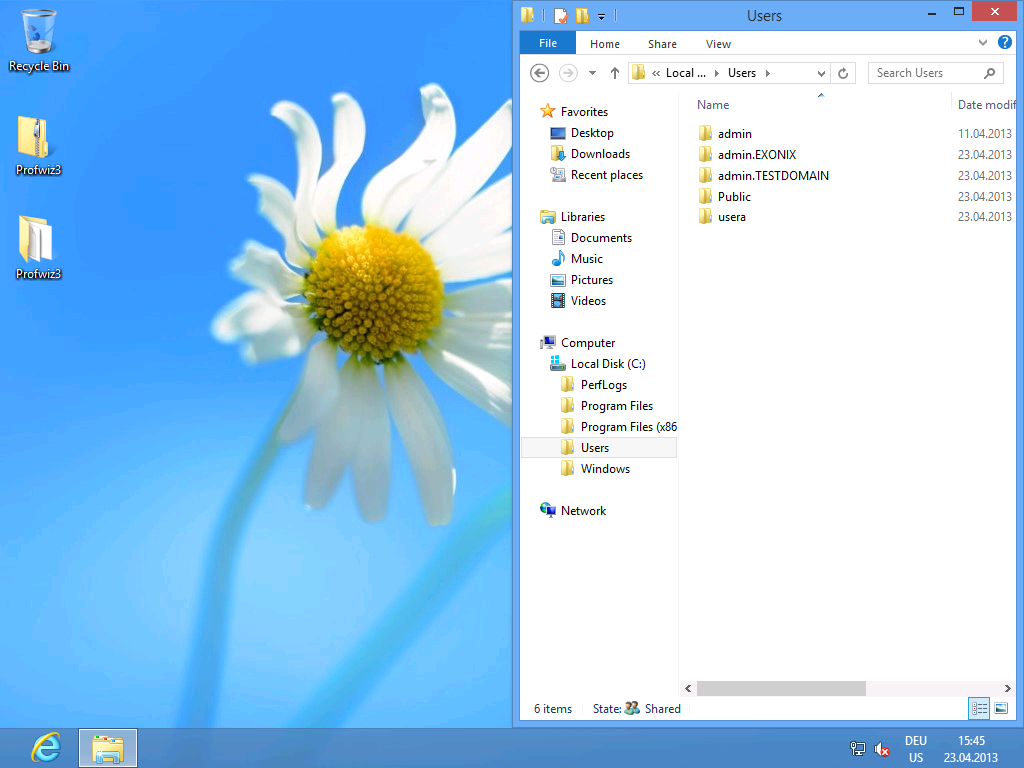 Recycle Bin
Profwiz3
Profwiz3
Users
File Home Share View
« Local ... Users
Search Users
Favorites
Desktop
Downloads
Recent places
Libraries
Documents
Music
Pictures
Videos
Computer
Local Disk (C:)
PerfLogs
Program Files
Program Files (x86
Users
Windows
Network
Name Date modif
admin 11.04.2013
admin.EXONIX 23.04.2013
admin.TESTDOMAIN 23.04.2013
Public 23.04.2013
usera 23.04.2013
6 items State: Shared
DEU 15:45
US 23.04.2013